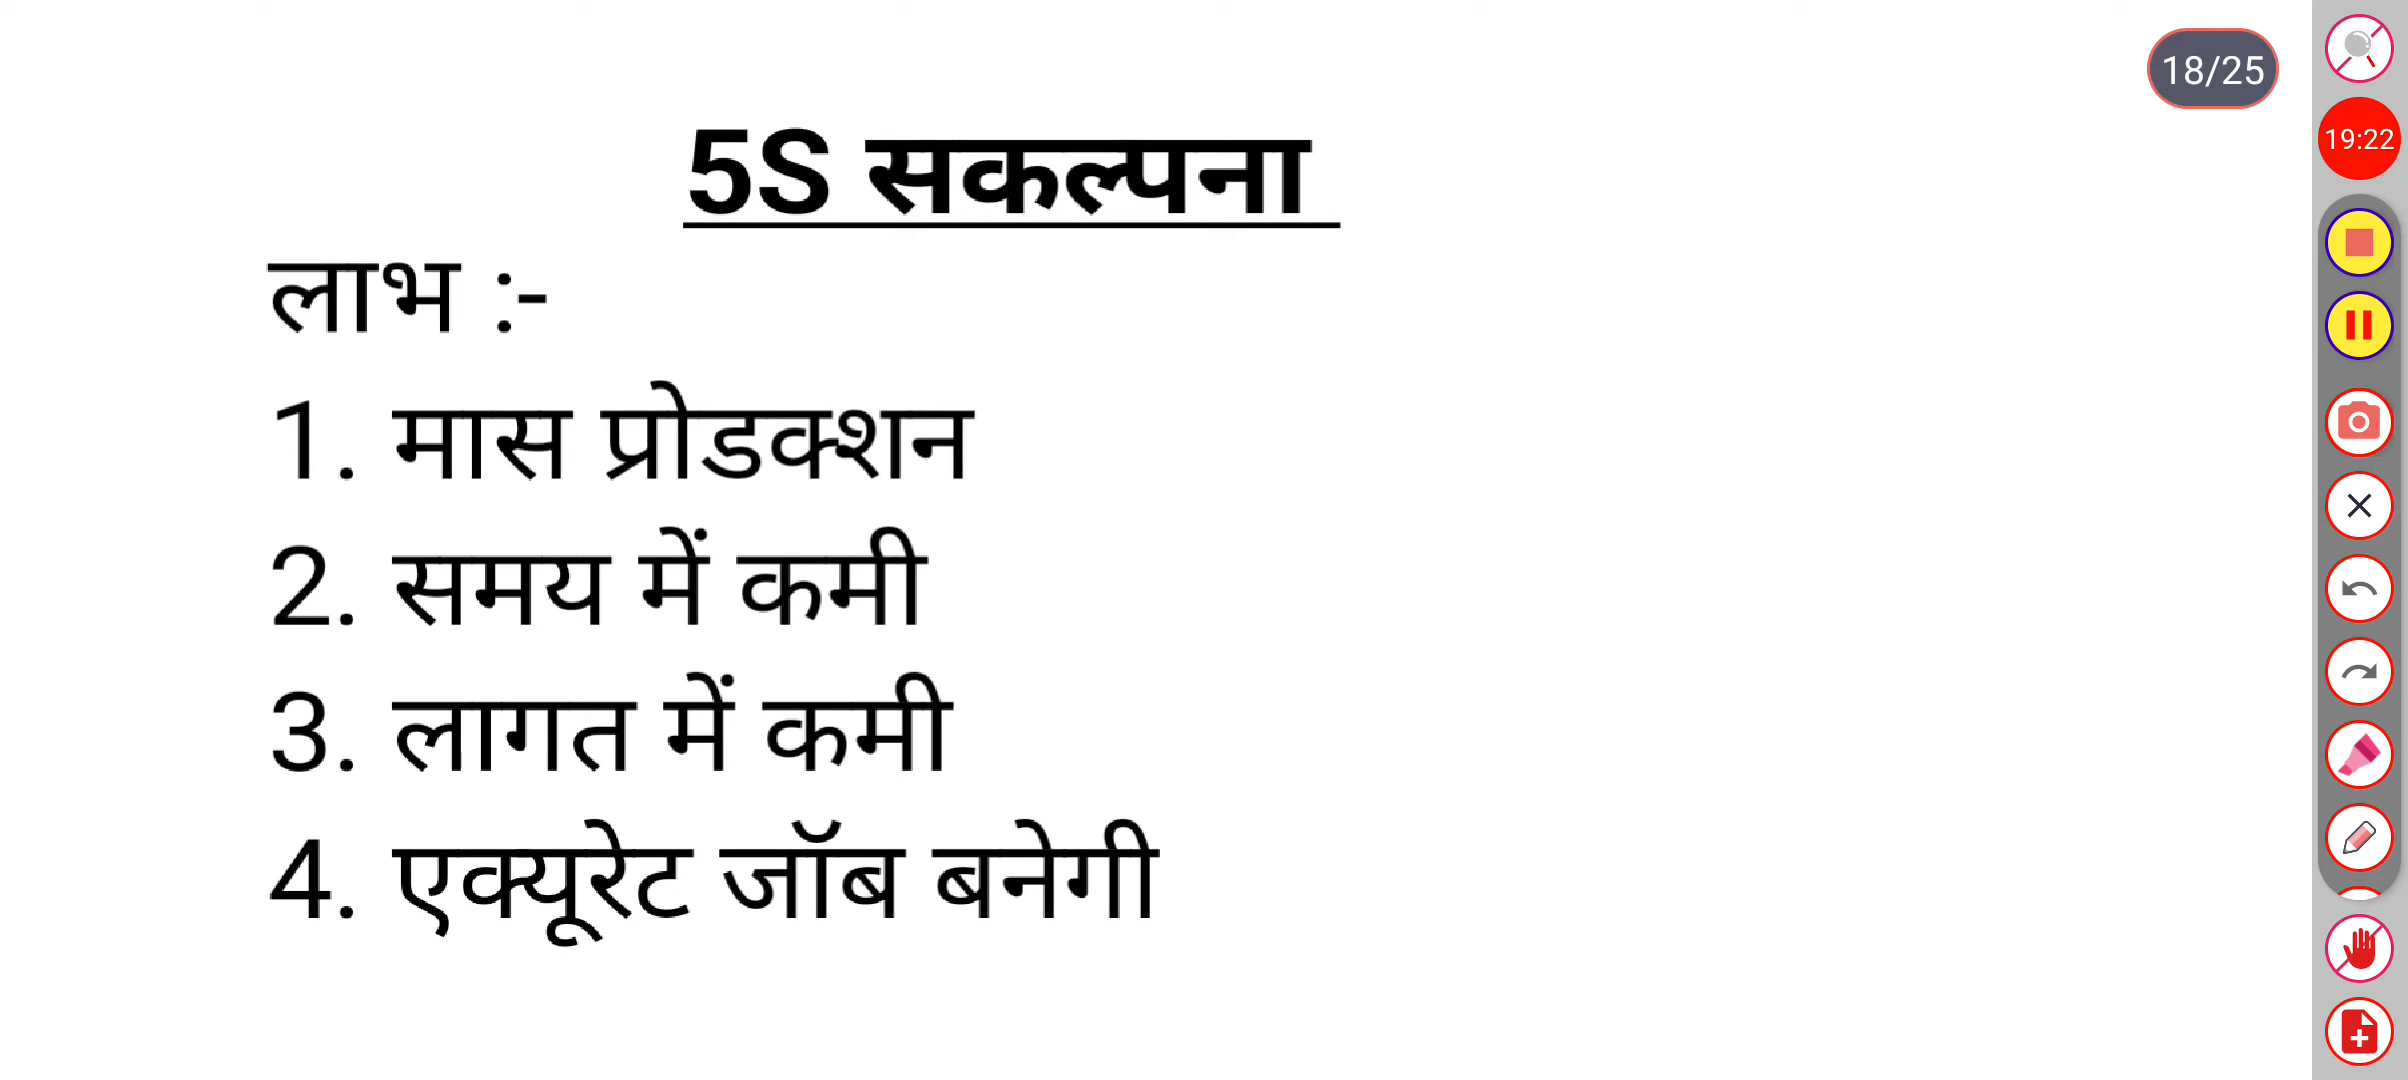 18/25
19:22
5S सकल्पना
लाभ :-
1. मास प्रोडक्शन
2. समय में कमी
3. लागत में कमी
4. एक्यूरेट जॉब बनेगी